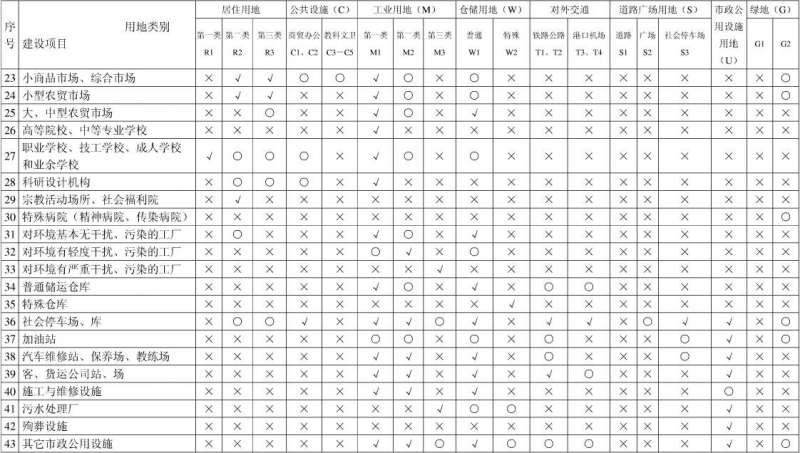 序号 用地类别 建设项目 居住用地 公共设施（C） 工业用地（M） 仓储用地（W） 对外交通 道路广场用地（S） 市政公用设施用地（U） 绿地（G）
第一类 第二类 第三类 商贸办公 教科文卫 第一类 第二类 第三类 普通 特殊 铁路公路 港口机场 道路 广场 社会停车场
R1 R2 R3 C1、C2 C3—C5 M1 M2 M3 W1 W2 T1、T2 T3、T4 S1 S2 S3 G1 G2
23 小商品市场、综合市场 × √ √ ○ ○ √ ○ × ○ × × × × × × × × ○
24 小型农贸市场 × √ √ × × √ ○ × ○ × × × × × × × × ○
25 大、中型农贸市场 × × ○ × × √ ○ × √ × × × × × × × × ×
26 高等院校、中等专业学校 × × × × × √ × × × × × × × × × × × ×
27 职业学校、技工学校、成人学校
和业余学校 √ ○ ○ ○ × √ ○ × ○ × × × × × × × × ×
28 科研设计机构 × ○ ○ ○ × √ × × × × × × × × × × × ×
29 宗教活动场所、社会福利院 × √ × × × × × × × × × × × × × × × ×
30 特殊病院（精神病院、传染病院） × × × × × × × × × × × × × × × × × ○
31 对环境基本无干扰、污染的工厂 × ○ × × × √ ○ × √ × × × × × × × × ×
32 对环境有轻度干扰、污染的工厂 × × × × × ○ √ × ○ × × × × × × × × ×
33 对环境有严重干扰、污染的工厂 × × × × × × × √ × × × × × × × × × ×
34 普通储运仓库 × × × × × √ ○ × √ × ○ ○ × × × × × ×
35 特殊仓库 × × × × × × × × × √ × × × × × × × ×
36 社会停车场、库 × ○ ○ √ × √ √ ○ √ × √ √ × ○ √ √ × ○
37 加油站 × × × × × ○ ○ × ○ × ○ × × × ○ √ × ○
38 汽车维修站、保养场、教练场 × × × × × √ √ × √ × ○ × × × ○ √ × ×
39 客、货运公司站、场 × × × × × √ √ × √ × √ ○ × × × √ × ×
40 施工与维修设施 × × × × × √ √ × √ × × × × × × ○ × ×
41 污水处理厂 × × × × × × × √ ○ ○ × × × × × √ × ×
42 殉葬设施 × × × × × × × × × × × × × × × √ × ×
43 其它市政公用设施 × × × × × √ √ ○ √ ○ ○ ○ × × × √ × ○